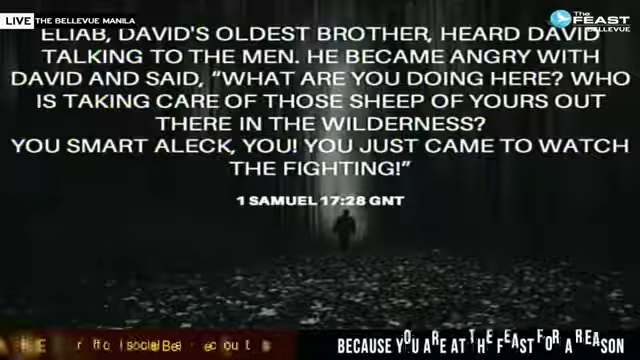 LIVE THE BELLEVUE MANILA
The
FEAST
BELLEVUE
ELIAB, DAVID'S OLDEST BROTHER, HEARD DAVID
TALKING TO THE MEN. HE BECAME ANGRY WITH
DAVID AND SAID, “WHAT ARE YOU DOING HERE? WHO
IS TAKING CARE OF THOSE SHEEP OF YOURS OUT
THERE IN THE WILDERNESS?
YOU SMART ALECK, YOU! YOU JUST CAME TO WATCH
THE FIGHTING!”
1 SAMUEL 17:28 GNT
BECAUSE YOU ARE AT THE FEAST FOR A REASON